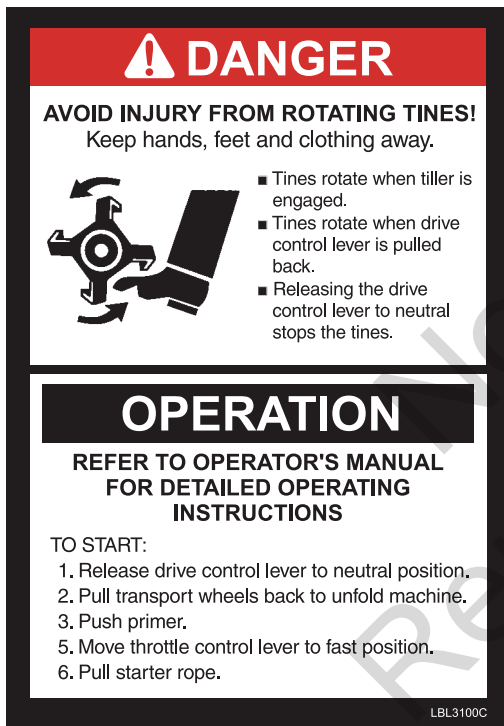 DANGER
AVOID INJURY FROM ROTATING TINES!
Keep hands, feet and clothing away.
■ Tines rotate when tiller is
engaged.
■ Tines rotate when drive
control lever is pulled
back.
■ Releasing the drive
control lever to neutral
stops the tines.
OPERATION
REFER TO OPERATOR'S MANUAL
FOR DETAILED OPERATING
INSTRUCTIONS
TO START:
1. Release drive control lever to neutral position.
2. Pull transport wheels back to unfold machine.
3. Push primer.
5. Move throttle control lever to fast position.
6. Pull starter rope.
LBL3100C